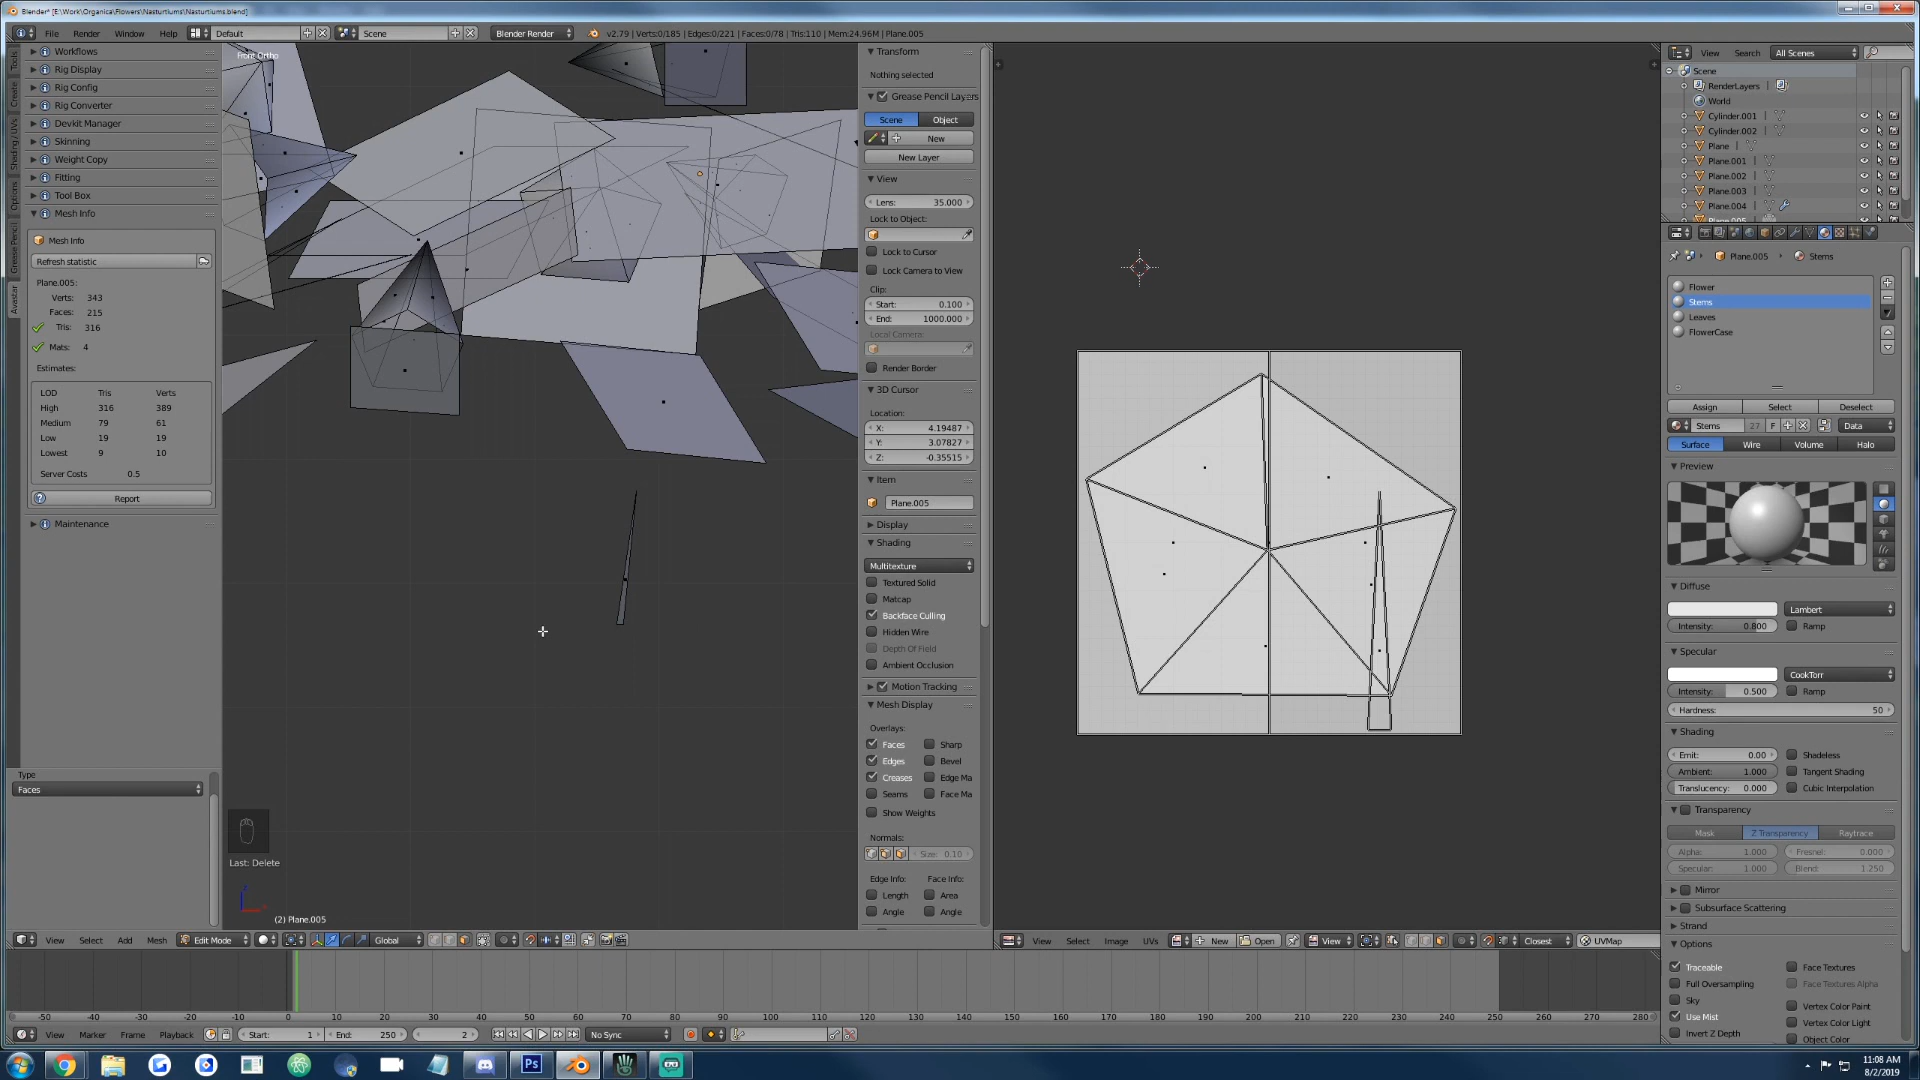 Blender* [E:\Work\Organica\Flowers\Nasturtiums\Nasturtiums.blend]
File Render Window Help Default Scene Blender Render v2.79 | Verts:0/185 | Edges:0/221 | Faces:0/78 | Tris:110 | Mem:24.96M | Plane.005
Tools
Create
Shading / UVs
Options
Grease Pencil
Avastar
Workflows
Rig Display
Rig Config
Rig Converter
Devkit Manager
Skinning
Weight Copy
Fitting
Tool Box
Mesh Info
Mesh Info
Refresh statistic
Plane.005:
Verts: 343
Faces: 215
Tris: 316
Mats: 4
Estimates:
LOD Tris Verts
High 316 389
Medium 79 61
Low 19 19
Lowest 9 10
Server Costs 0.5
Report
Maintenance
Type
Faces
Front Ortho
Last: Delete
(2) Plane.005
View Select Add Mesh Edit Mode Global
Transform
Nothing selected
Grease Pencil Layers
Scene Object
New
New Layer
View
Lens: 35.000
Lock to Object:
Lock to Cursor
Lock Camera to View
Clip:
Start: 0.100
End: 1000.000
Local Camera:
Render Border
3D Cursor
Location:
X: 4.19487
Y: 3.07827
Z: -0.35515
Item
Plane.005
Display
Shading
Multitexture
Textured Solid
Matcap
Backface Culling
Hidden Wire
Depth Of Field
Ambient Occlusion
Motion Tracking
Mesh Display
Overlays:
Faces Sharp
Edges Bevel
Creases Edge Ma
Seams Face Ma
Show Weights
Normals:
Size: 0.10
Edge Info: Face Info:
Length Area
Angle Angle
View Select Image UVs New Open View Closest UVMap
View Search All Scenes
Scene
RenderLayers
World
Cylinder.001
Cylinder.002
Plane
Plane.001
Plane.002
Plane.003
Plane.004
Plane.005
Plane.005 Stems
Flower
Stems
Leaves
FlowerCase
Assign Select Deselect
Stems 27 F Data
Surface Wire Volume Halo
Preview
Diffuse
Lambert
Intensity: 0.800 Ramp
Specular
CookTorr
Intensity: 0.500 Ramp
Hardness: 50
Shading
Emit: 0.00 Shadeless
Ambient: 1.000 Tangent Shading
Translucency: 0.000 Cubic Interpolation
Transparency
Mask Z Transparency Raytrace
Alpha: 1.000 Fresnel: 0.000
Specular: 1.000 Blend: 1.250
Mirror
Subsurface Scattering
Strand
Options
Traceable Face Textures
Full Oversampling Face Textures Alpha
Sky
Vertex Color Paint
Use Mist
Vertex Color Light
Invert Z Depth
Object Color
-50 -40 -30 -20 -10 0 10 20 30 40 50 60 70 80 90 100 110 120 130 140 150 160 170 180 190 200 210 220 230 240 250 260 270 280
View Marker Frame Playback Start: 1 End: 250 2 No Sync
Ps
11:08 AM
8/2/2019